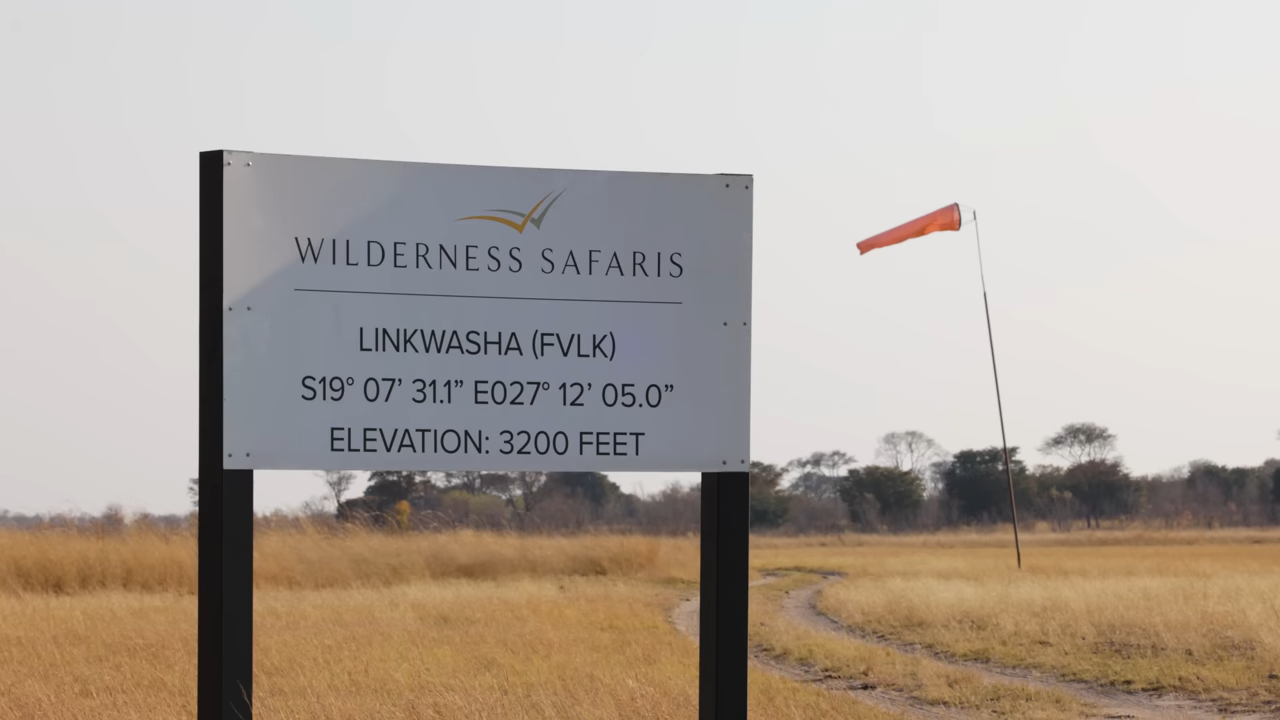 WILDERNESS SAFARIS
LINKWASHA (FVLK)
S19° 07’ 31.1” E027° 12’ 05.0”
ELEVATION: 3200 FEET